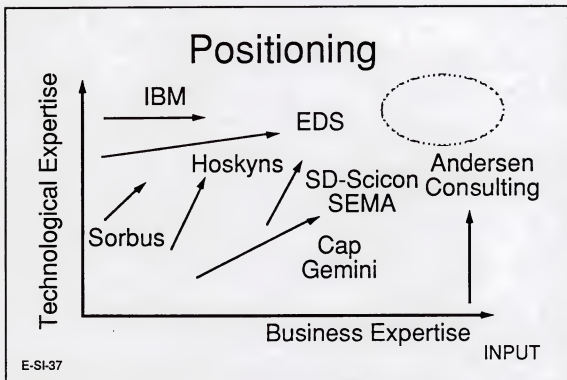 Positioning
Technological Expertise
IBM
EDS
Hoskyns
Andersen
Consulting
SD-Scicon
SEMA
Sorbus
Cap
Gemini
Business Expertise
INPUT
E-SI-37